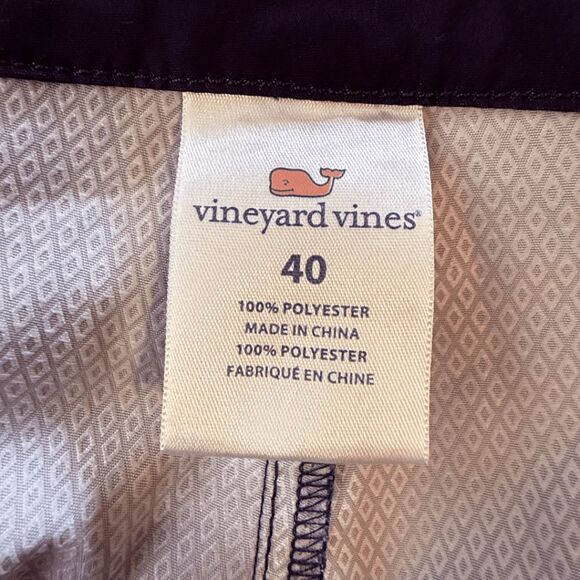 vineyard vines®
40
100% POLYESTER
MADE IN CHINA
100% POLYESTER
FABRIQUÉ EN CHINE